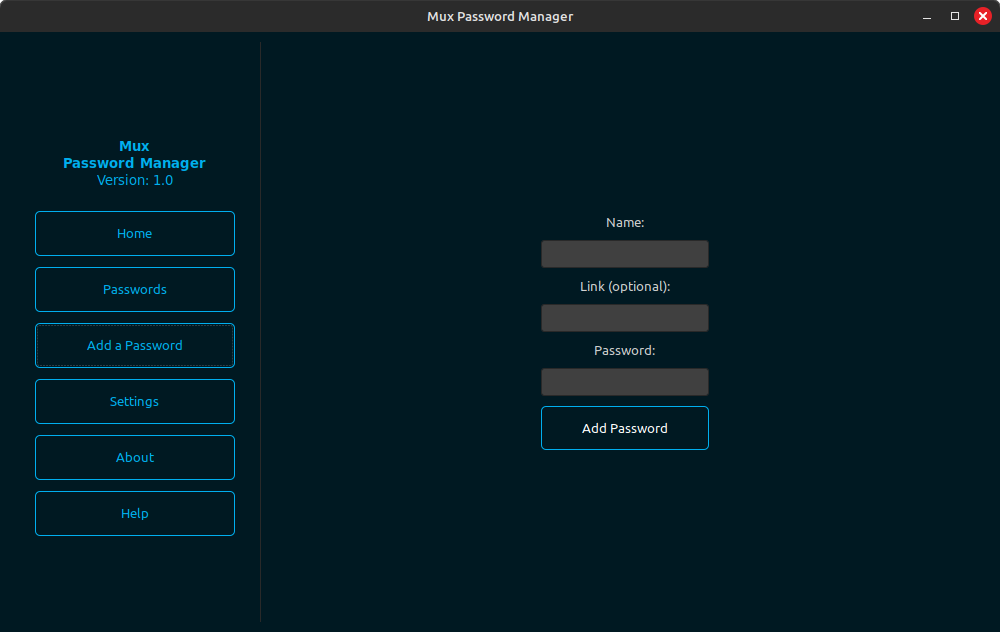 Mux Password Manager
Mux
Password Manager
Version: 1.0
Home
Passwords
Add a Password
Settings
About
Help
Name:
Link (optional):
Password:
Add Password